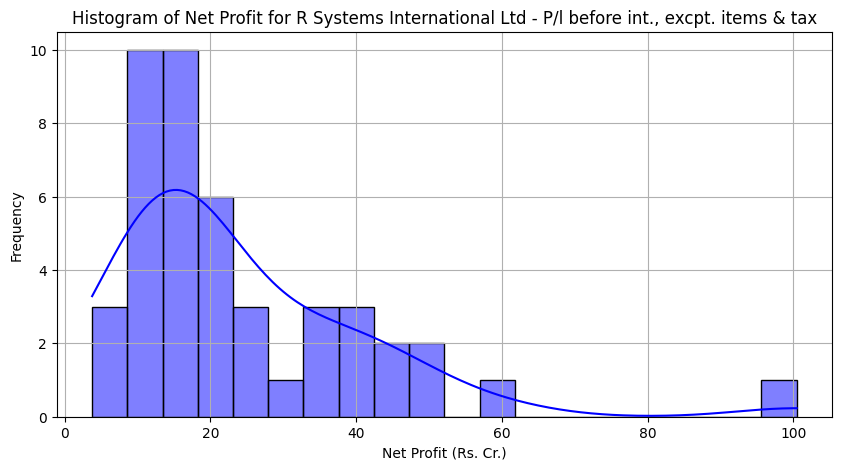 Histogram of Net Profit for R Systems International Ltd - P/l before int., excpt. items & tax
10
8
6
4
2
0
Frequency
0 20 40 60 80 100
Net Profit (Rs. Cr.)